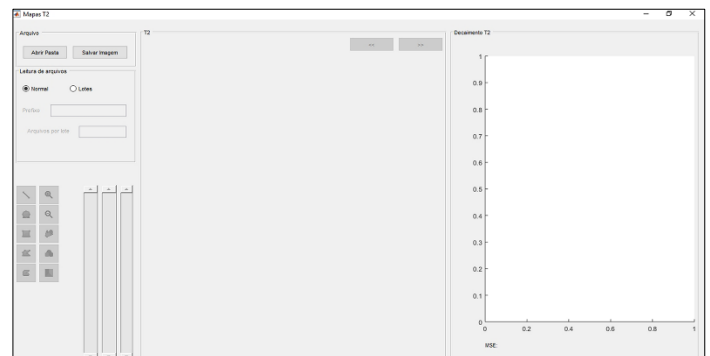 Mapas T2
Arquivo
Abrir Pasta Salvar Imagem
Leitura de arquivos
Normal Lotes
Prefixo
Arquivos por lote
T2
Decaimento T2
1
0.9
0.8
0.7
0.6
0.5
0.4
0.3
0.2
0.1
0
0 0.2 0.4 0.6 0.8 1
MSE: